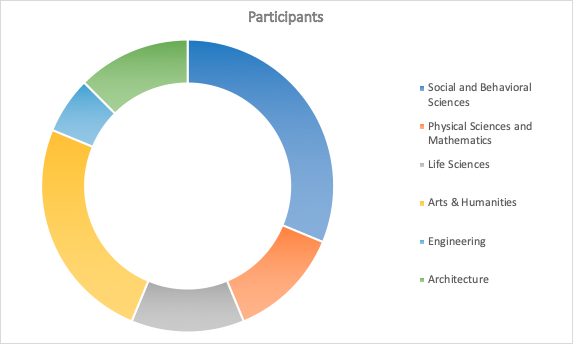 Participants
Social and Behavioral
Sciences
Physical Sciences and
Mathematics
Life Sciences
Arts & Humanities
Engineering
Architecture